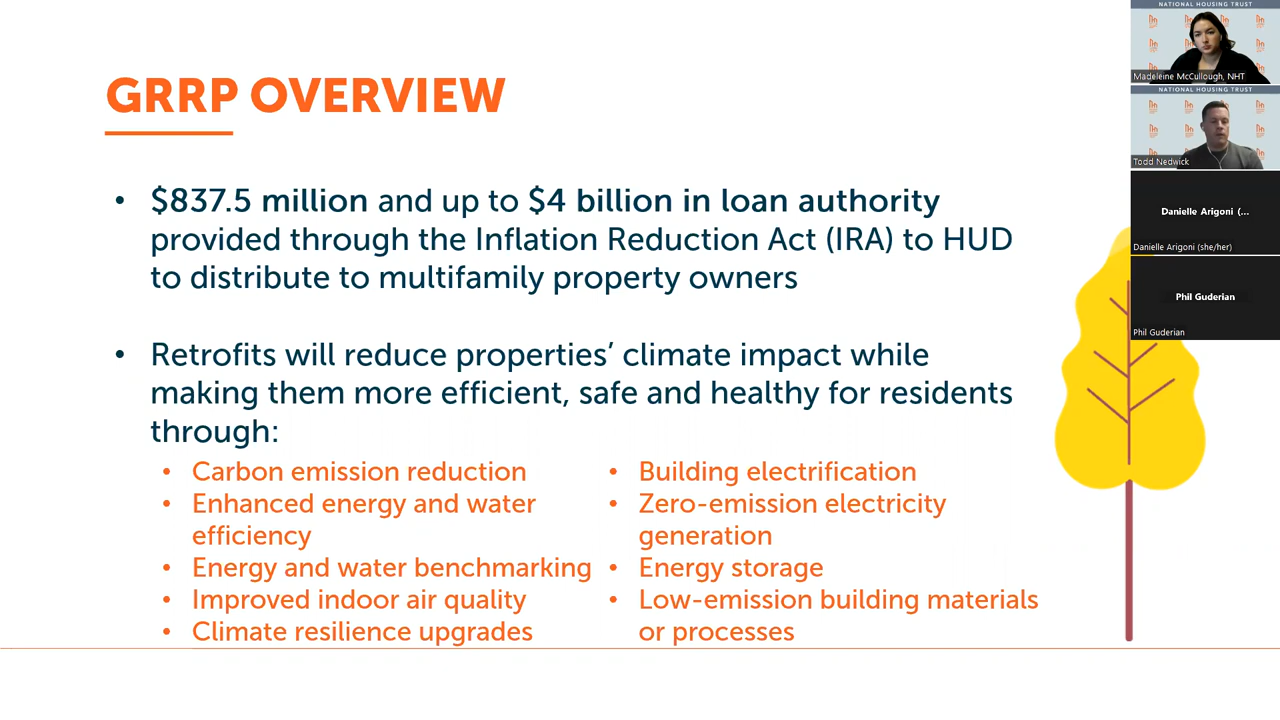 GRRP OVERVIEW
• $837.5 million and up to $4 billion in loan authority
provided through the Inflation Reduction Act (IRA) to HUD
to distribute to multifamily property owners
• Retrofits will reduce properties’ climate impact while
making them more efficient, safe and healthy for residents
through:
• Carbon emission reduction
• Enhanced energy and water
efficiency
• Energy and water benchmarking
• Improved indoor air quality
• Climate resilience upgrades
• Building electrification
• Zero-emission electricity
generation
• Energy storage
• Low-emission building materials
or processes
NATIONAL HOUSING TRUST
Madeleine McCullough, NHT
NATIONAL HOUSING TRUST
Todd Nedwick
Danielle Arigoni (...
Danielle Arigoni (she/her)
Phil Guderian
Phil Guderian